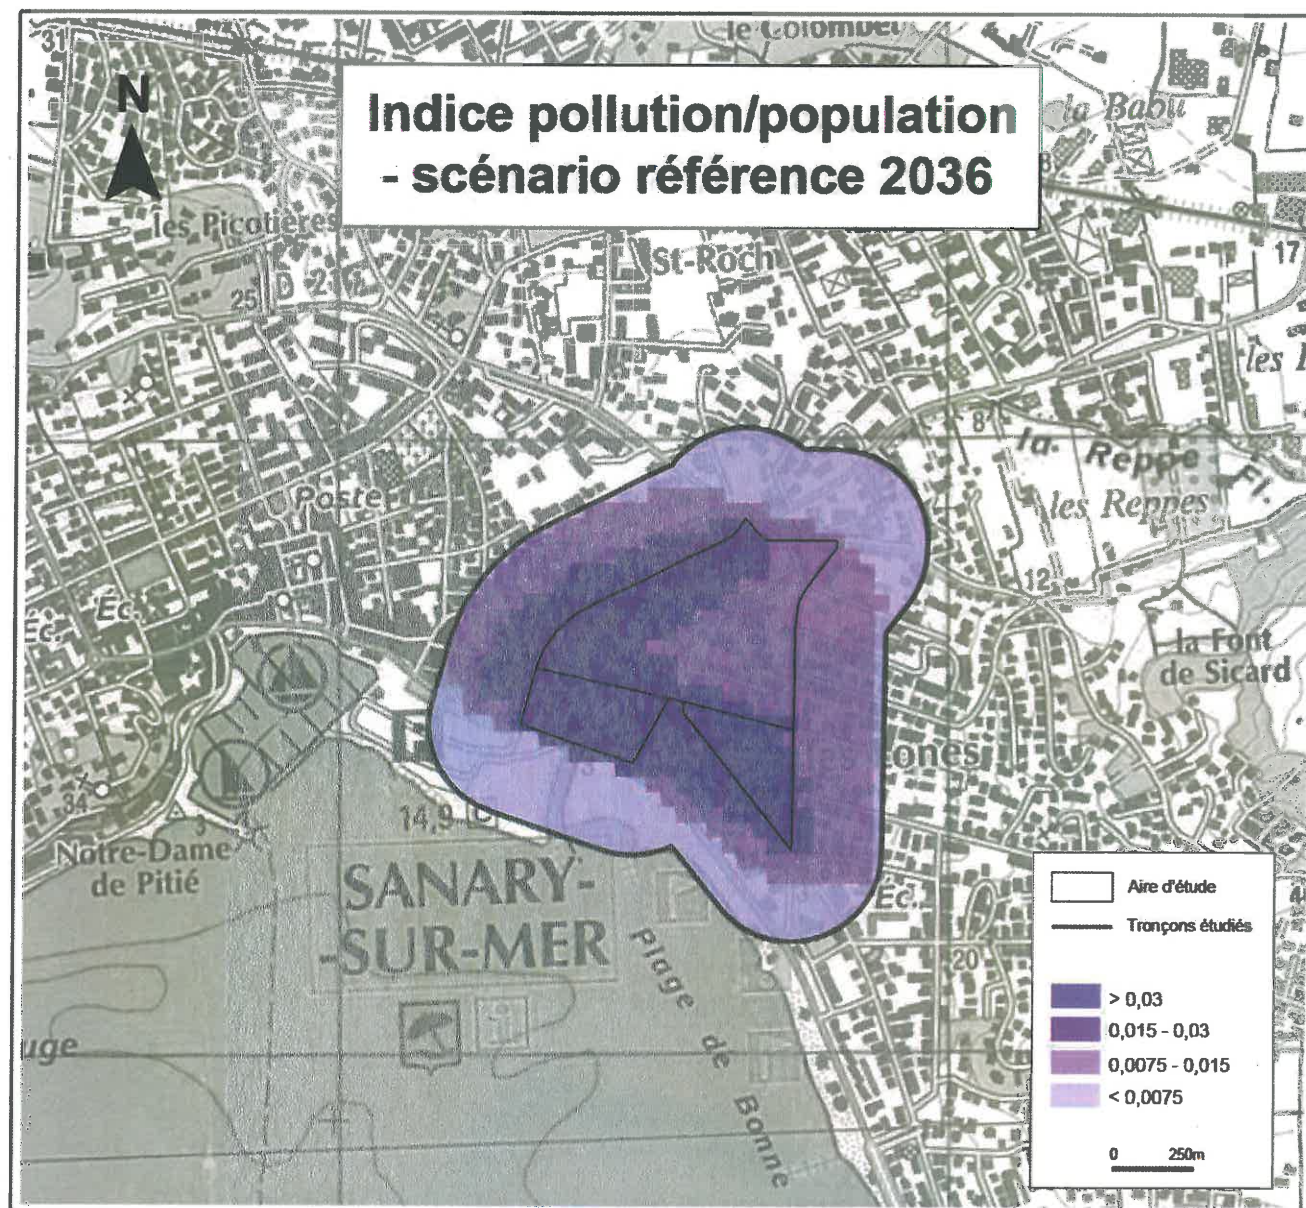 31
le Colombet
N
Indice pollution/population
- scénario référence 2036
la Babu
les Picotières
St-Roch
17
25
D
les
8
la Reppe Fl.
les Reppes
Poste
12
Éc.
Éc.
la Font
de Sicard
Lones
34
3
14,9
Notre-Dame
de Pitié
SANARY-
-SUR-MER
Éc.
Plage de Bonne
20
uge
Aire d'étude
Tronçons étudiés
> 0,03
0,015 - 0,03
0,0075 - 0,015
< 0,0075
0 250m